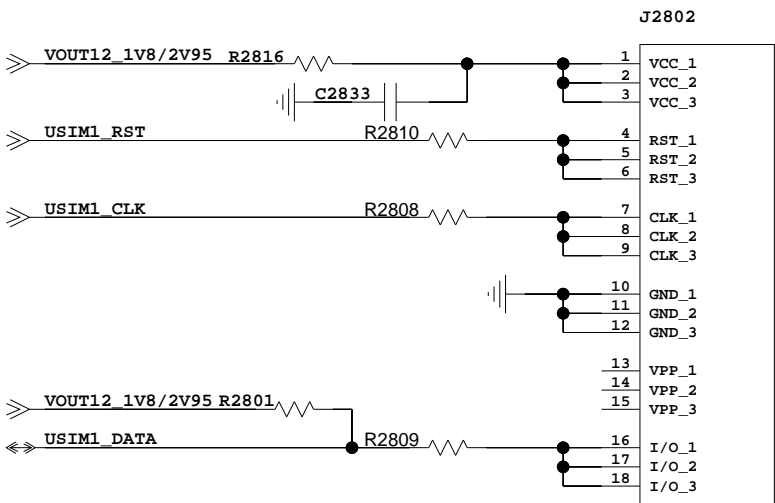 J2802
VOUT12_1V8/2V95 R2816
1 VCC_1
2 VCC_2
C2833
3 VCC_3
USIM1_RST R2810 4 RST_1
5 RST_2
6 RST_3
USIM1_CLK R2808 7 CLK_1
8 CLK_2
9 CLK_3
10 GND_1
11 GND_2
12 GND_3
13 VPP_1
14 VPP_2
VOUT12_1V8/2V95 R2801 15 VPP_3
USIM1_DATA R2809 16 I/O_1
17 I/O_2
18 I/O_3